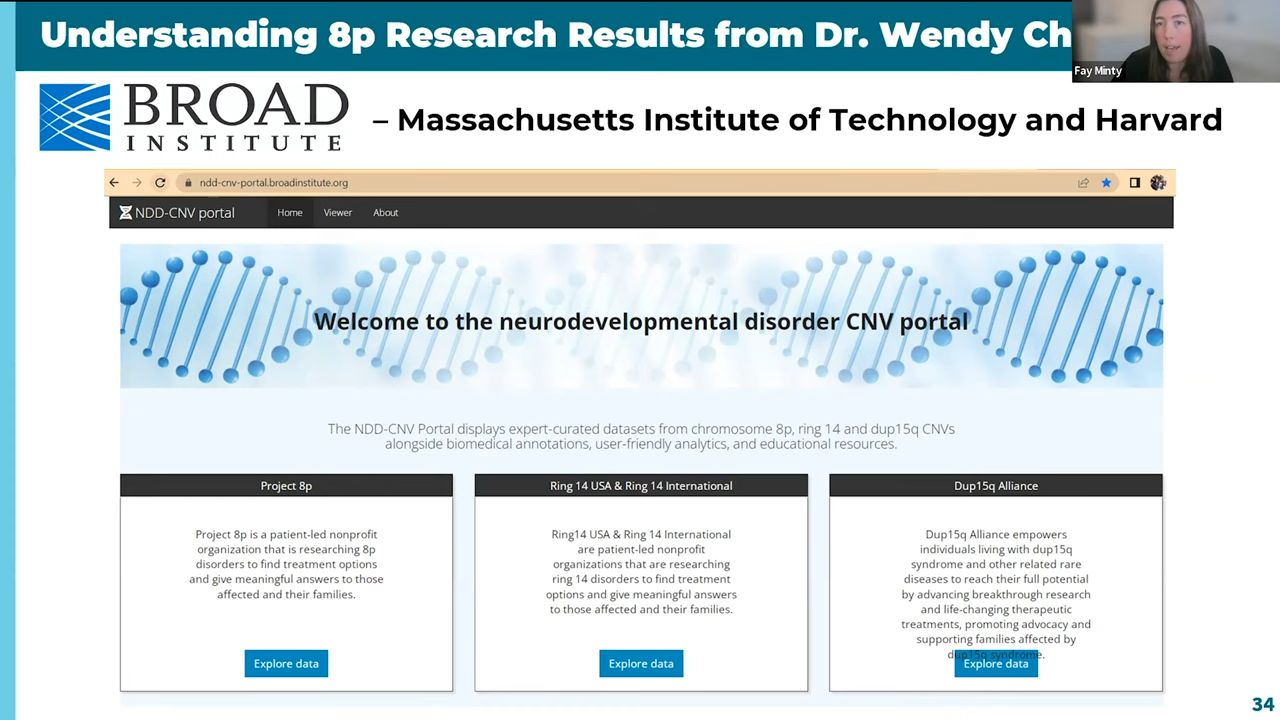 Understanding 8p Research Results from Dr. Wendy Ch
Fay Minty
BROAD
INSTITUTE
– Massachusetts Institute of Technology and Harvard
ndd-cnv-portal.broadinstitute.org
NDD-CNV portal Home Viewer About
Welcome to the neurodevelopmental disorder CNV portal
The NDD-CNV Portal displays expert-curated datasets from chromosome 8p, ring 14 and dup15q CNVs
alongside biomedical annotations, user-friendly analytics, and educational resources.
Project 8p
Project 8p is a patient-led nonprofit
organization that is researching 8p
disorders to find treatment options
and give meaningful answers to those
affected and their families.
Explore data
Ring 14 USA & Ring 14 International
Ring14 USA & Ring 14 International
are patient-led nonprofit
organizations that are researching
ring 14 disorders to find treatment
options and give meaningful answers
to those affected and their families.
Explore data
Dup15q Alliance
Dup15q Alliance empowers
individuals living with dup15q
syndrome and other related rare
diseases to reach their full potential
by advancing breakthrough research
and life-changing therapeutic
treatments, promoting advocacy and
supporting families affected by
dup15q syndrome.
Explore data
34